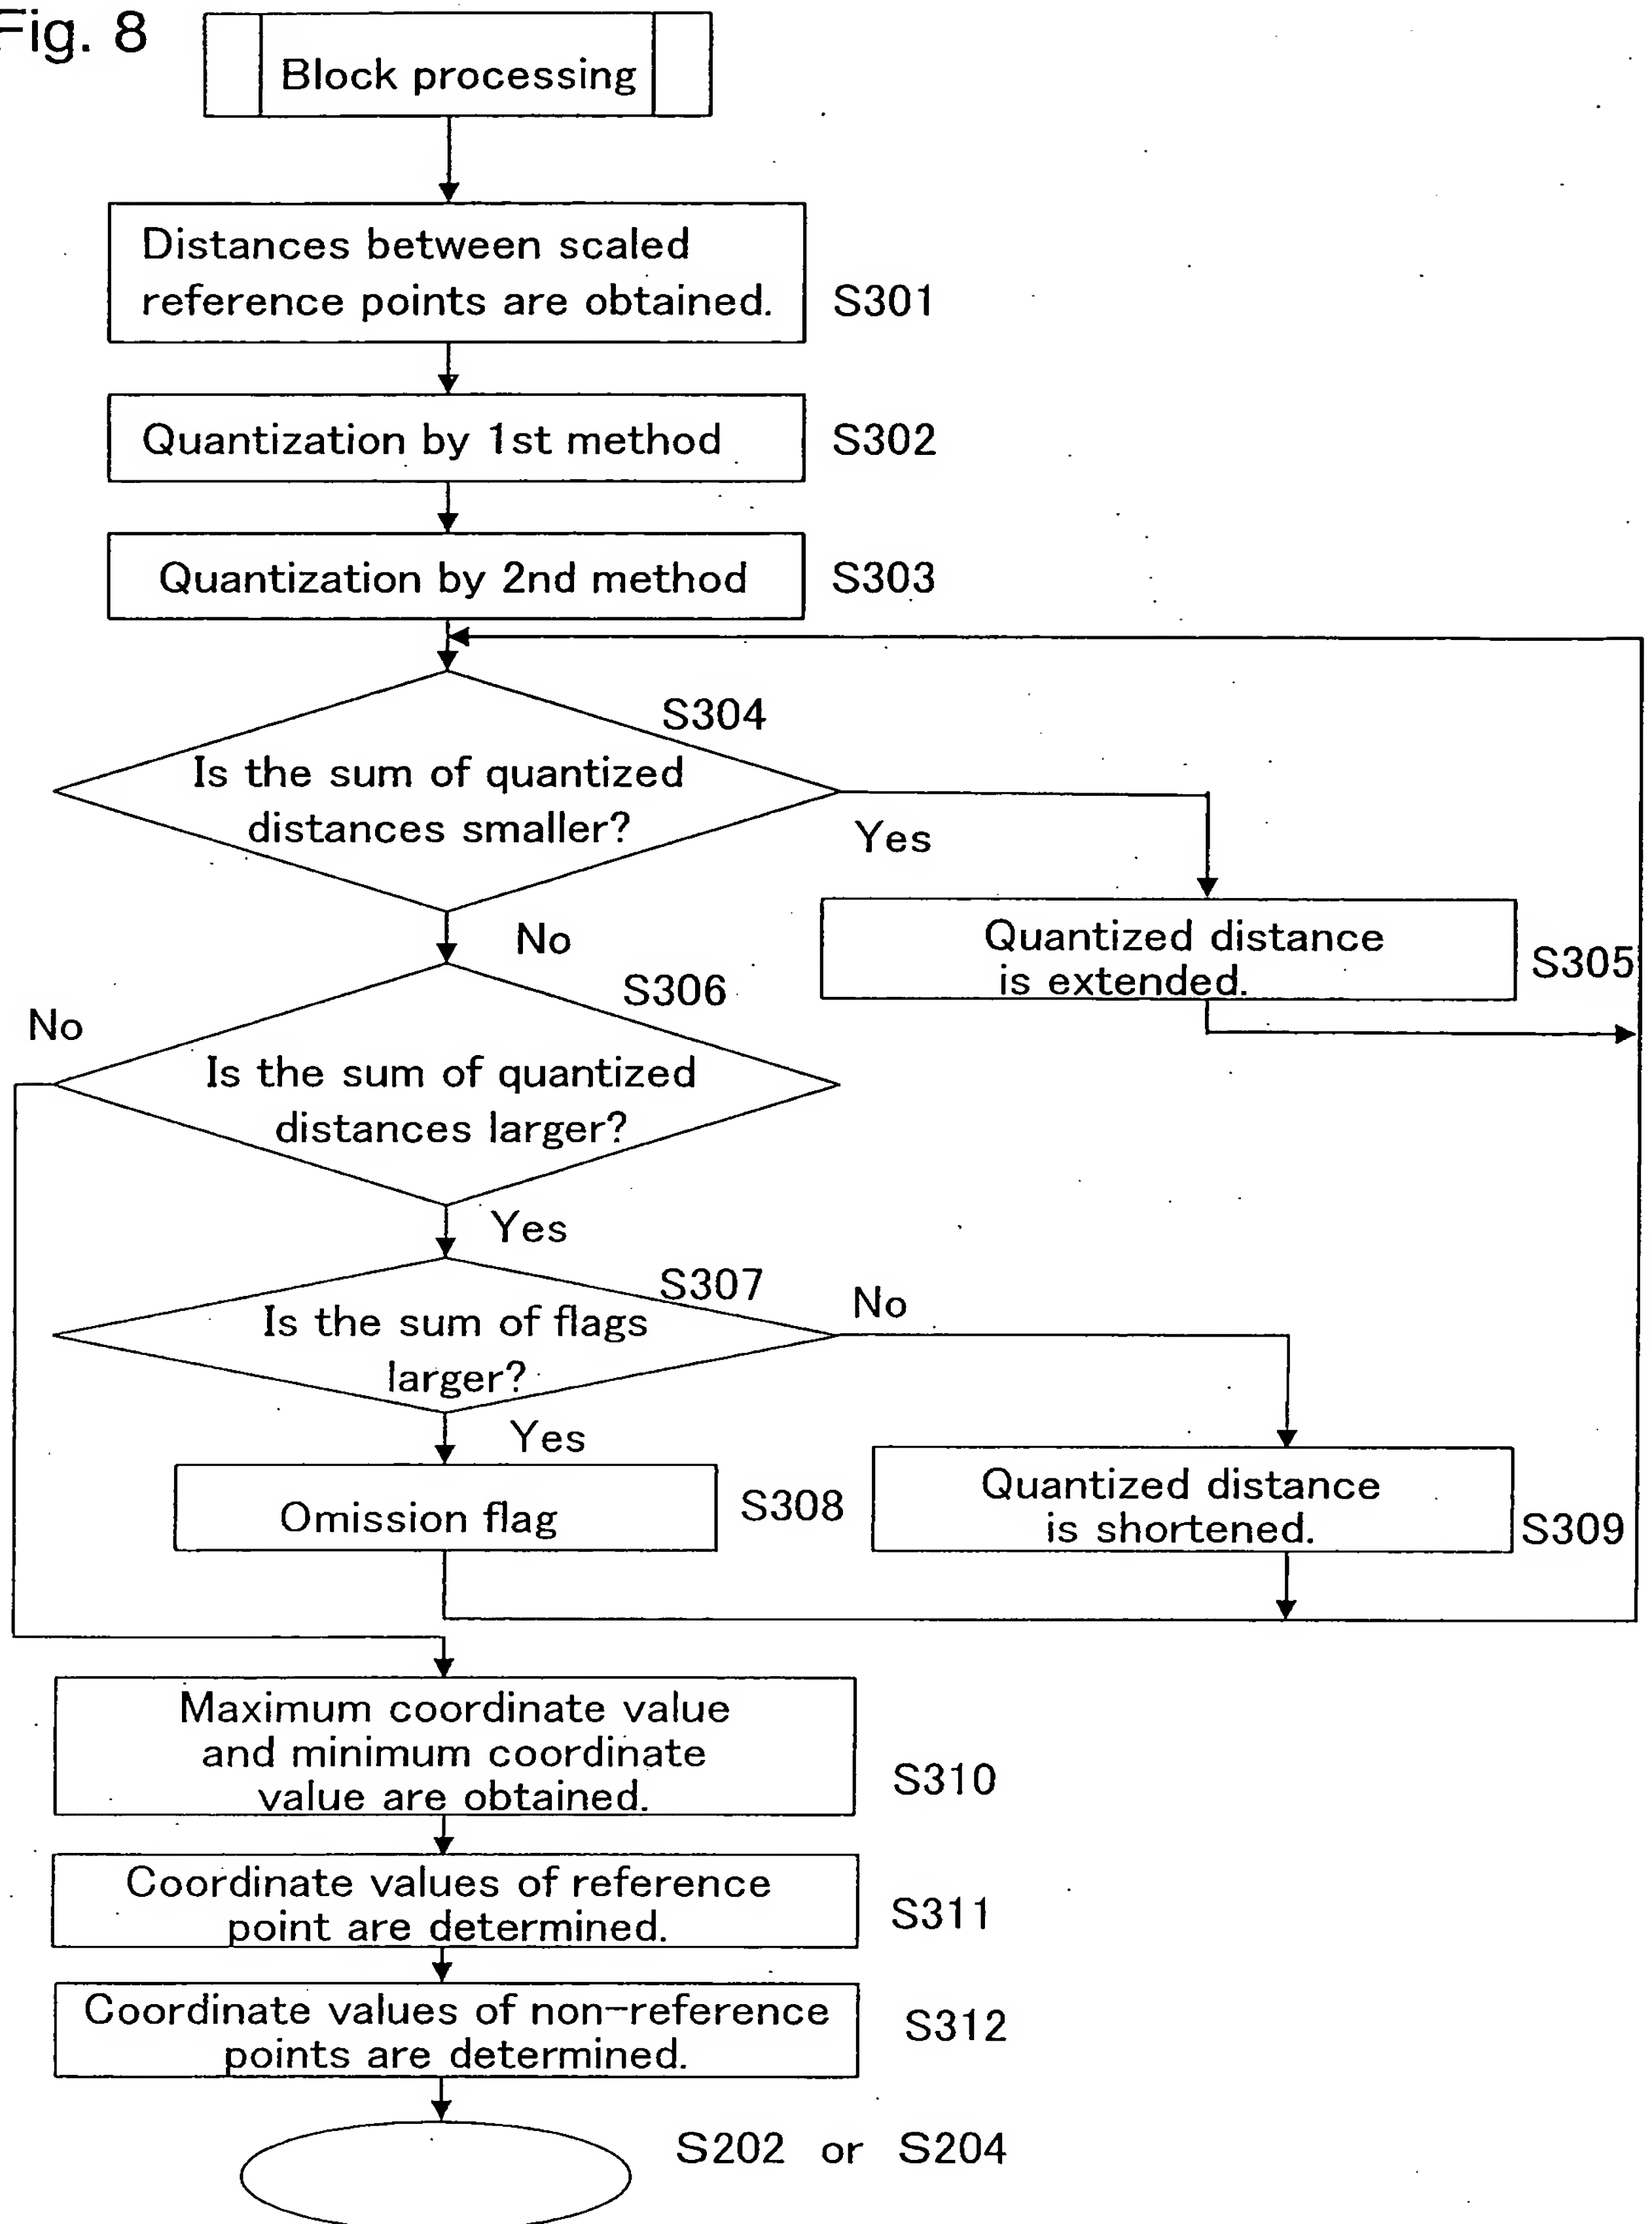 Fig. 8
Block processing
Distances between scaled
reference points are obtained.
S301
Quantization by 1st method
S302
Quantization by 2nd method
S303
S304
Is the sum of quantized
distances smaller?
Yes
No
Quantized distance
is extended.
S305
S306
No
Is the sum of quantized
distances larger?
Yes
S307
Is the sum of flags
larger?
No
Yes
Omission flag
S308
Quantized distance
is shortened.
S309
Maximum coordinate value
and minimum coordinate
value are obtained.
S310
Coordinate values of reference
point are determined.
S311
Coordinate values of non-reference
points are determined.
S312
S202 or S204